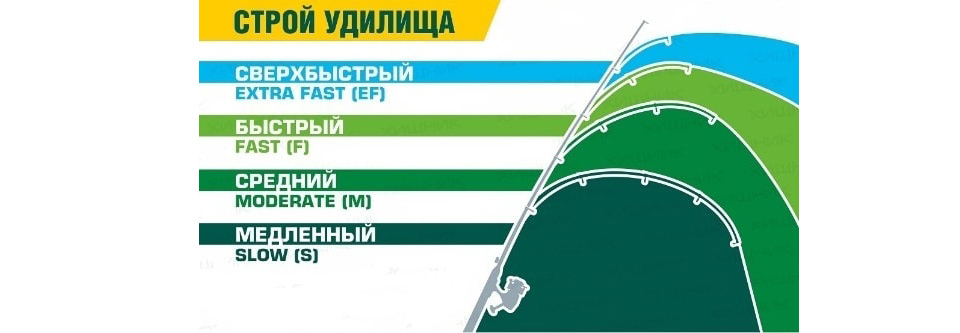 СТРОЙ УДИЛИЩА
СВЕРХБЫСТРЫЙ
EXTRA FAST (EF)
БЫСТРЫЙ
FAST (F)
СРЕДНИЙ
MODERATE (M)
МЕДЛЕННЫЙ
SLOW (S)